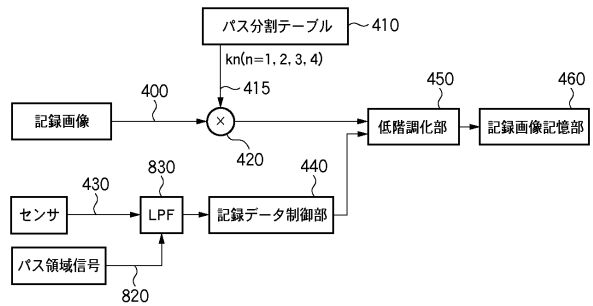 パス分割テーブル
410
kn(n=1, 2, 3, 4)
415
400
記録画像
×
420
450
低階調化部
460
記録画像記憶部
430
センサ
830
LPF
440
記録データ制御部
パス領域信号
820